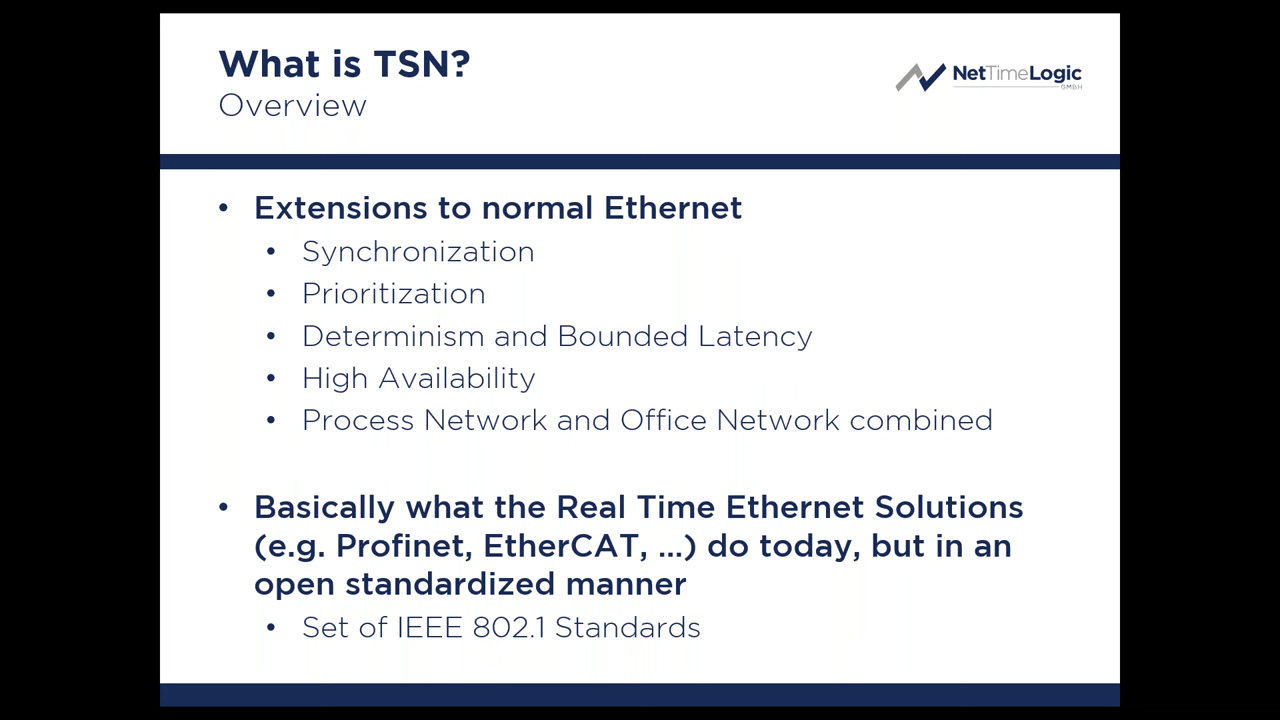 What is TSN?
Overview
NetTimeLogic
GMBH
• Extensions to normal Ethernet
• Synchronization
• Prioritization
• Determinism and Bounded Latency
• High Availability
• Process Network and Office Network combined
• Basically what the Real Time Ethernet Solutions
(e.g. Profinet, EtherCAT, ...) do today, but in an
open standardized manner
• Set of IEEE 802.1 Standards